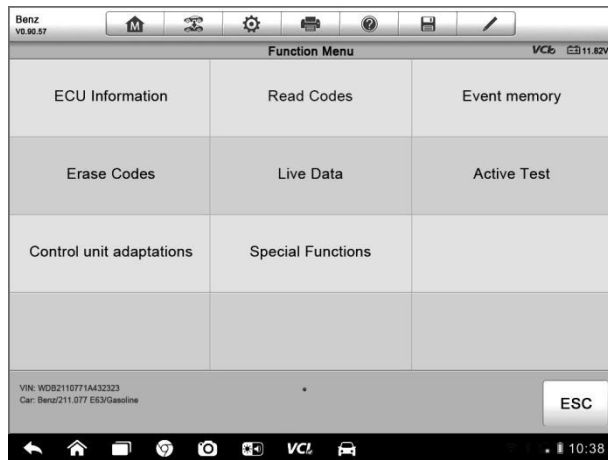 Benz
V0.90.57
M
Function Menu
VCI
11.82V
ECU Information
Read Codes
Event memory
Erase Codes
Live Data
Active Test
Control unit adaptations
Special Functions
VIN: WDB2110771A432323
Car: Benz/211.077 E63/Gasoline
ESC
VCI
10:38